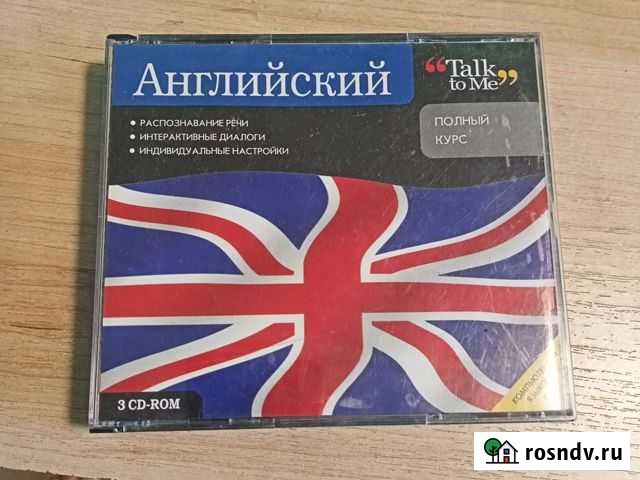 Английский
“Talk
to Me”
• РАСПОЗНАВАНИЕ РЕЧИ
• ИНТЕРАКТИВНЫЕ ДИАЛОГИ
• ИНДИВИДУАЛЬНЫЕ НАСТРОЙКИ
ПОЛНЫЙ
КУРС
3 CD-ROM
rosndv.ru